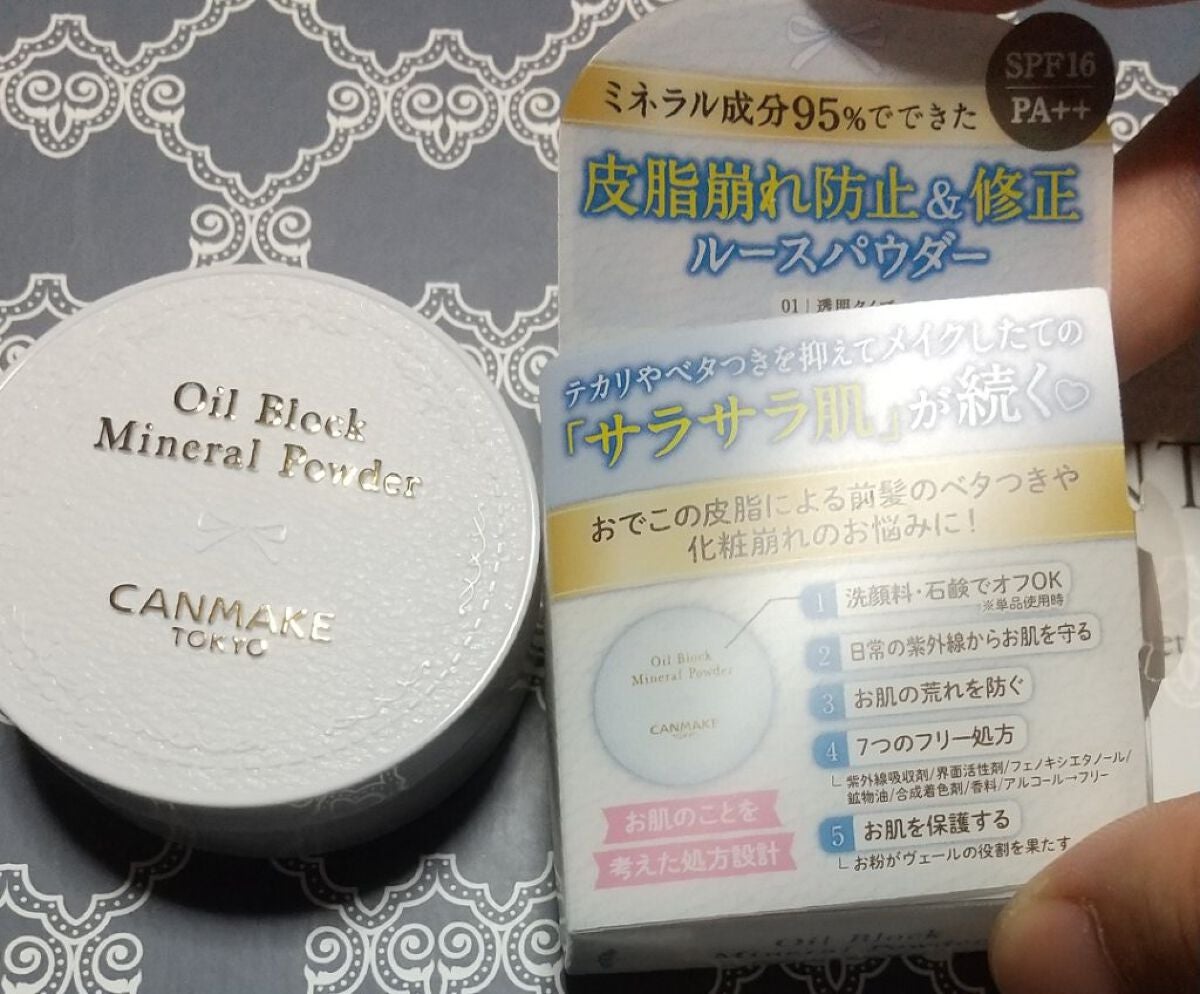 Oil Block
Mineral Powder
CANMAKE
TOKYO
SPF16
PA++
ミネラル成分95%でできた
皮脂崩れ防止&修正
ルースパウダー
01 | 透明タイプ
テカリやベタつきを抑えてメイクしたての
「サラサラ肌」が続く♡
おでこの皮脂による前髪のベタつきや
化粧崩れのお悩みに!
Oil Block
Mineral Powder
CANMAKE
TOKYO
1 洗顔料・石鹸でオフOK
※単品使用時
2 日常の紫外線からお肌を守る
3 お肌の荒れを防ぐ
4 7つのフリー処方
紫外線吸収剤/界面活性剤/フェノキシエタノール/
鉱物油/合成着色剤/香料/アルコール→フリー
5 お肌を保護する
お粉がヴェールの役割を果たす
お肌のことを
考えた処方設計
Oil Block
Mineral Powder